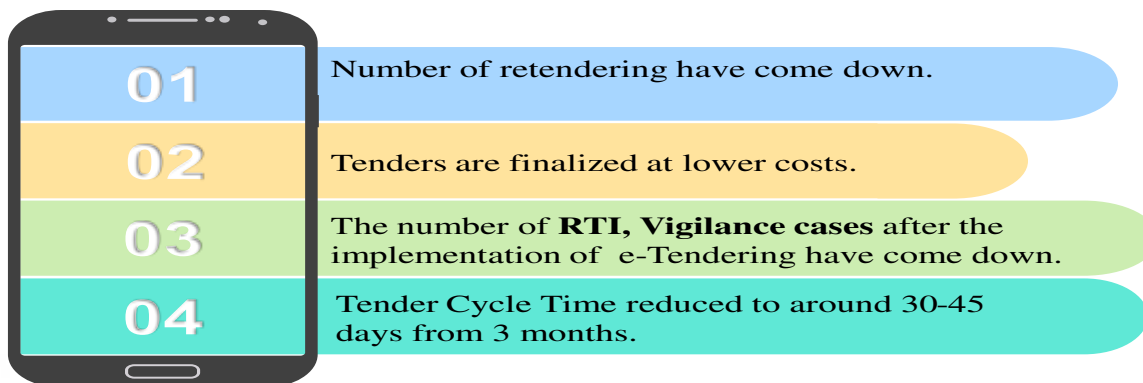 01
Number of retendering have come down.
02
Tenders are finalized at lower costs.
03
The number of RTI, Vigilance cases after the
implementation of e-Tendering have come down.
04
Tender Cycle Time reduced to around 30-45
days from 3 months.